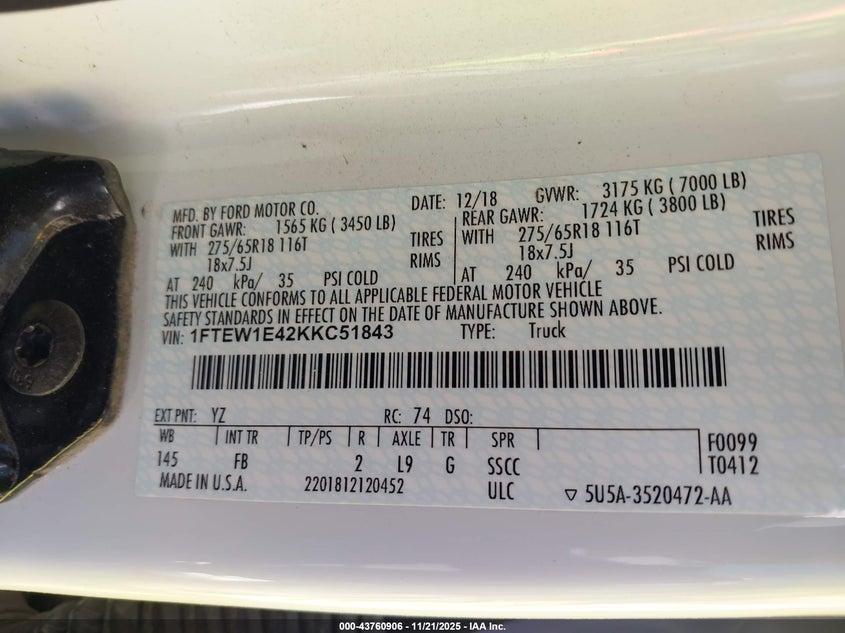 MFD. BY FORD MOTOR CO. DATE: 12/18 GVWR: 3175 KG ( 7000 LB)
FRONT GAWR: 1565 KG ( 3450 LB) REAR GAWR: 1724 KG ( 3800 LB)
WITH 275/65R18 116T TIRES WITH 275/65R18 116T TIRES
18x7.5J RIMS 18x7.5J RIMS
AT 240 kPa/ 35 PSI COLD AT 240 kPa/ 35 PSI COLD
THIS VEHICLE CONFORMS TO ALL APPLICABLE FEDERAL MOTOR VEHICLE
SAFETY STANDARDS IN EFFECT ON THE DATE OF MANUFACTURE SHOWN ABOVE.
VIN: 1FTEW1E42KKC51843 TYPE: Truck
EXT PNT: YZ RC: 74 DSO:
WB INT TR TP/PS R AXLE TR SPR F0099
145 FB 2 L9 G SSCC T0412
MADE IN U.S.A. 2201812120452 ULC ▽ 5U5A-3520472-AA
000-43760906 - 11/21/2025 - IAA Inc.